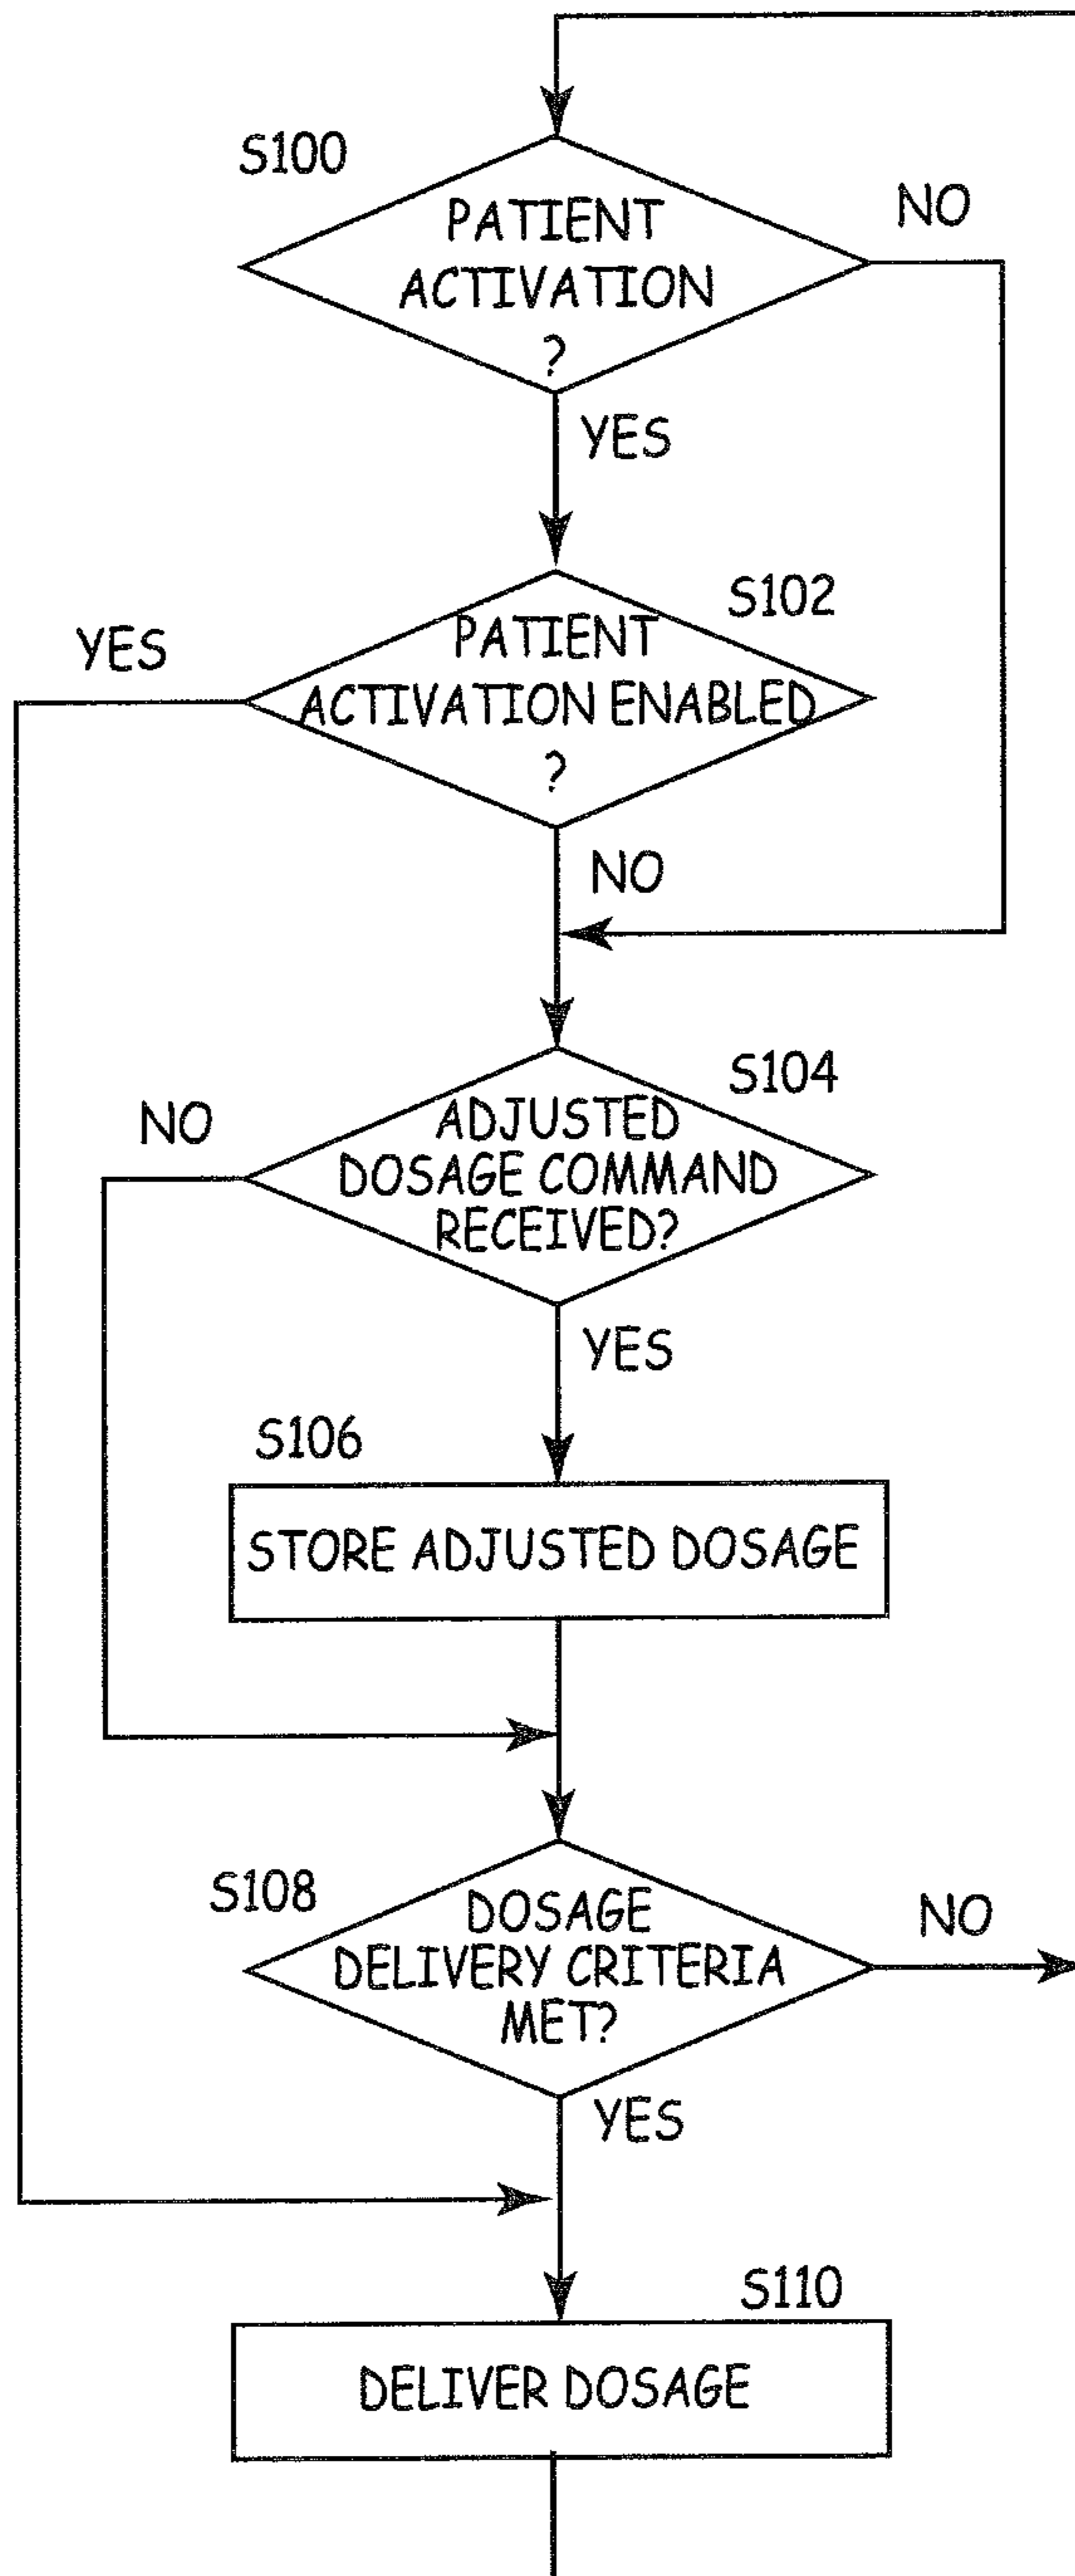 S100
PATIENT
ACTIVATION
?
NO
YES
S102
PATIENT
ACTIVATION ENABLED
?
YES
NO
S104
ADJUSTED
DOSAGE COMMAND
RECEIVED?
NO
YES
S106
STORE ADJUSTED DOSAGE
S108
DOSAGE
DELIVERY CRITERIA
MET?
NO
YES
S110
DELIVER DOSAGE